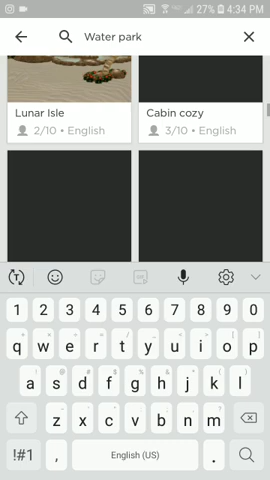 27% 4:34 PM
Water park
Lunar Isle Cabin cozy
2/10 • English 3/10 • English
1 2 3 4 5 6 7 8 9 0
q w e r t y u i o p
a s d f g h j k l
z x c v b n m
!#1 , English (US) .